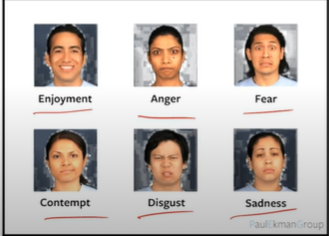 Enjoyment
Anger
Fear
Contempt
Disgust
Sadness
PaulEkmanGroup